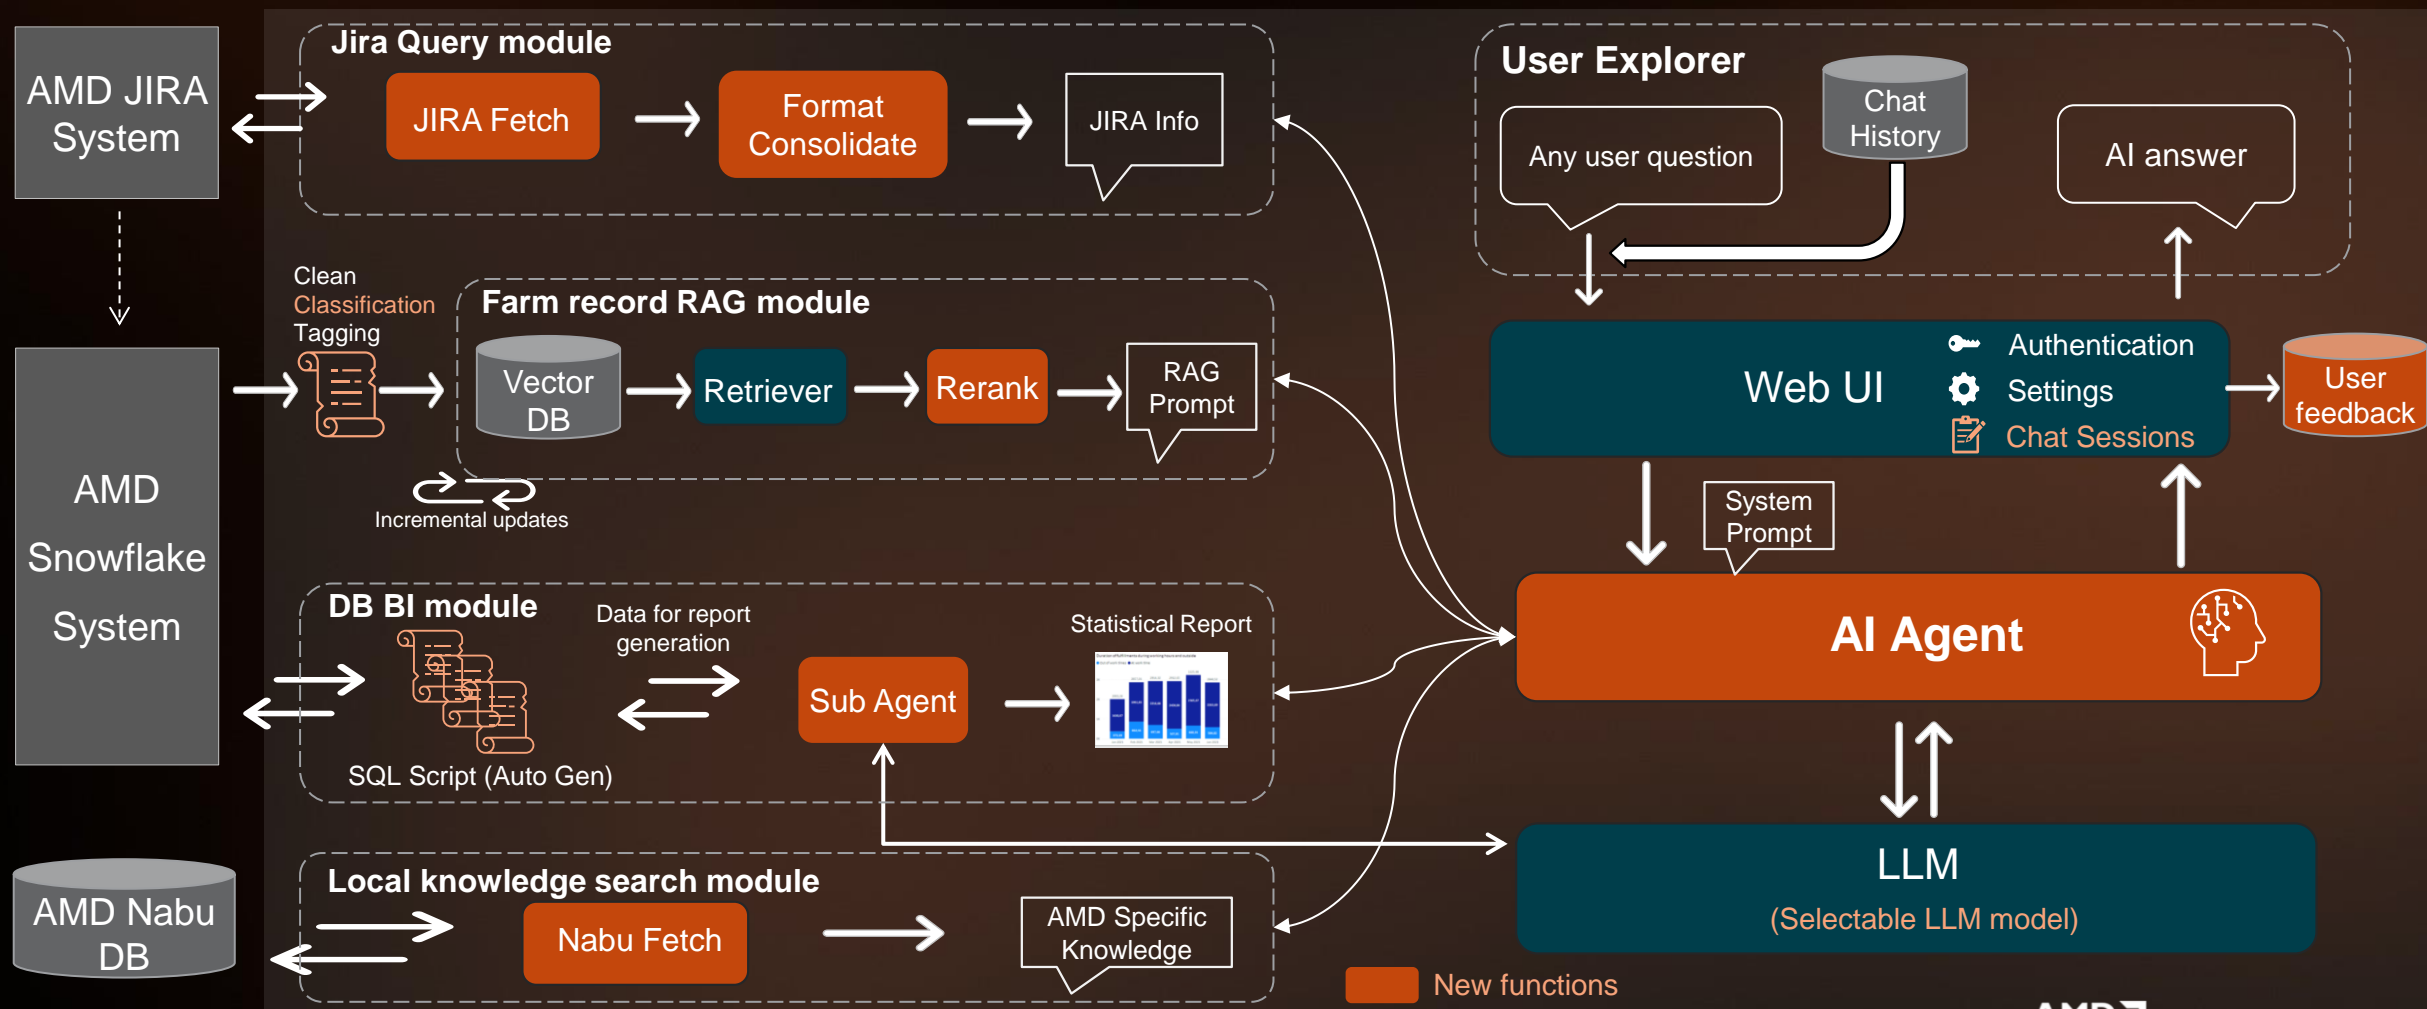 AMD JIRA
System
Jira Query module
JIRA Fetch
Format
Consolidate
JIRA Info
User Explorer
Any user question
Chat
History
AI answer
Clean
Classification
Tagging
Farm record RAG module
Vector
DB
Retriever
Rerank
RAG
Prompt
Incremental updates
AMD
Snowflake
System
Web UI
Authentication
Settings
Chat Sessions
User
feedback
System
Prompt
AI Agent
DB BI module
Data for report
generation
Statistical Report
Sub Agent
SQL Script (Auto Gen)
LLM
(Selectable LLM model)
AMD Nabu
DB
Local knowledge search module
Nabu Fetch
AMD Specific
Knowledge
New functions
AMD